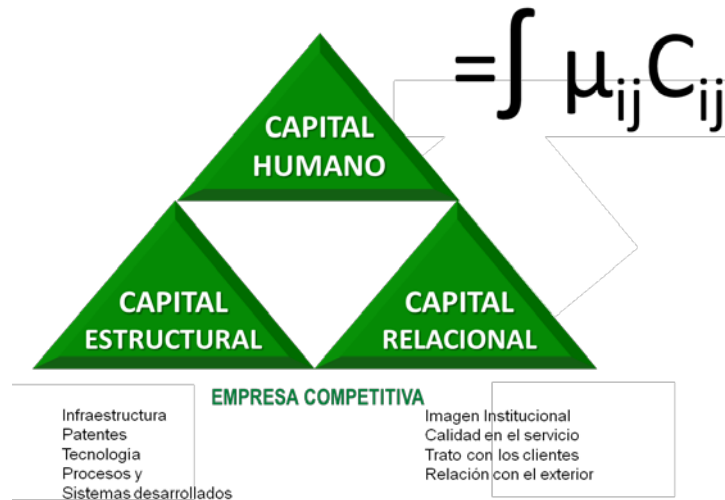 =∫ μijCij
CAPITAL
HUMANO
CAPITAL
ESTRUCTURAL
CAPITAL
RELACIONAL
EMPRESA COMPETITIVA
Infraestructura
Patentes
Tecnología
Procesos y
Sistemas desarrollados
Imagen Institucional
Calidad en el servicio
Trato con los clientes
Relación con el exterior